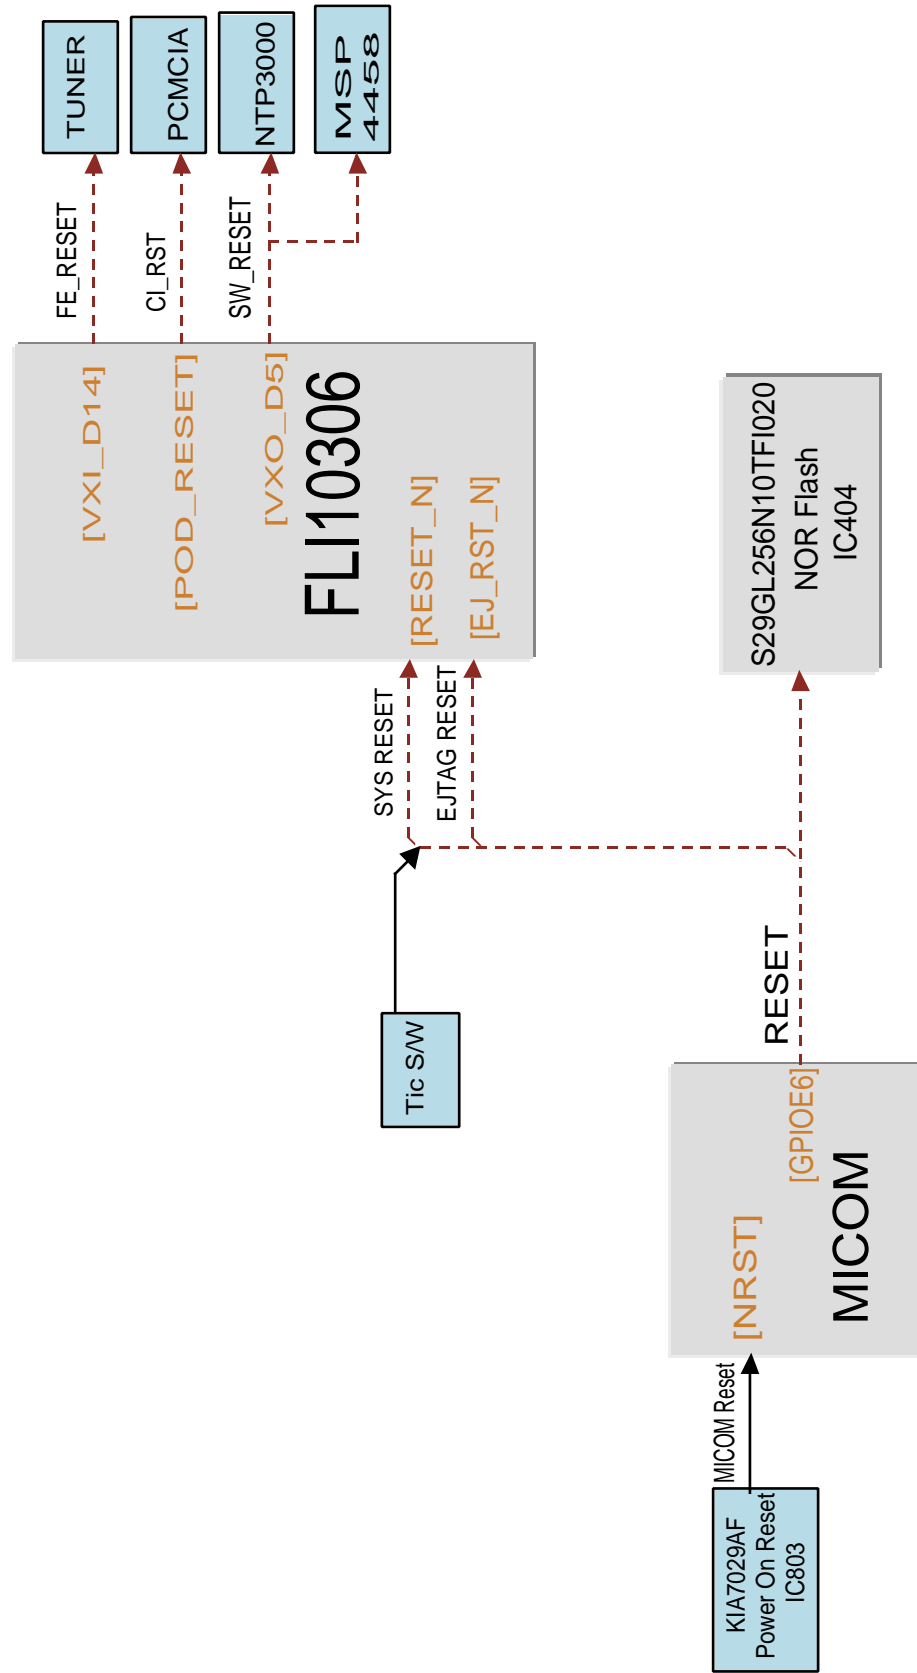 TUNER
PCMCIA
NTP3000
MSP
4458
FE_RESET
CI_RST
SW_RESET
[VXI_D14]
[POD_RESET]
[VXO_D5]
FLI10306
[RESET_N]
[EJ_RST_N]
SYS RESET
EJTAG RESET
S29GL256N10TFI020
NOR Flash
IC404
Tic S/W
RESET
[GPIOE6]
[NRST]
MICOM
MICOM Reset
KIA7029AF
Power On Reset
IC803